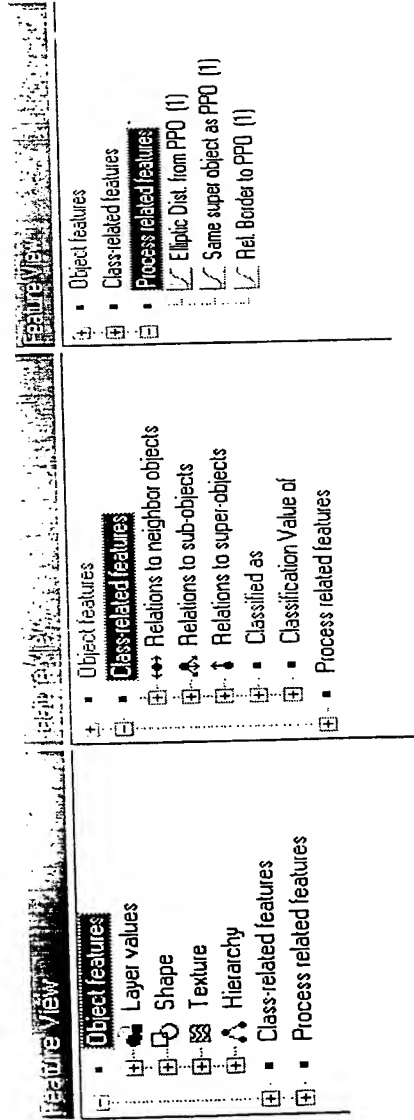 Feature View
Object features
Layer values
Shape
Texture
Hierarchy
Class-related features
Process related features
Feature View
Object features
Class-related features
Relations to neighbor objects
Relations to sub-objects
Relations to super-objects
Classified as
Classification Value of
Process related features
Feature View
Object features
Class-related features
Process related features
Elliptic Dist. from PPO (1)
Same super object as PPO (1)
Rel. Border to PPO (1)